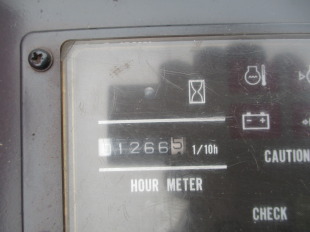 01266 1/10h
CAUTION
HOUR METER
CHECK